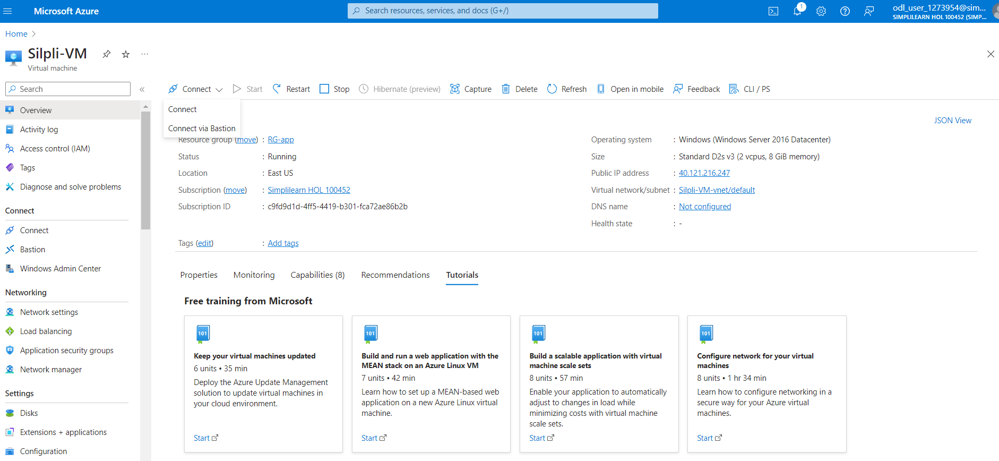 Microsoft Azure
Search resources, services, and docs (G+/)
1
odl_user_1273954@sim...
SIMPLILEARN HOL 100452 (SIMP...
Home
Silpli-VM
Virtual machine
Search
Overview
Activity log
Access control (IAM)
Tags
Diagnose and solve problems
Connect
Connect
Bastion
Windows Admin Center
Networking
Network settings
Load balancing
Application security groups
Network manager
Settings
Disks
Extensions + applications
Configuration
Connect Start Restart Stop Hibernate (preview) Capture Delete Refresh Open in mobile Feedback CLI / PS
Connect
Connect via Bastion
JSON View
Resource group (move) : RG-app
Status : Running
Location : East US
Subscription (move) : Simplilearn HOL 100452
Subscription ID : c9fd9d1d-4ff5-4419-b301-fca72ae86b2b
Operating system : Windows (Windows Server 2016 Datacenter)
Size : Standard D2s v3 (2 vcpus, 8 GiB memory)
Public IP address : 40.121.216.247
Virtual network/subnet : Silpli-VM-vnet/default
DNS name : Not configured
Health state : -
Tags (edit) : Add tags
Properties Monitoring Capabilities (8) Recommendations Tutorials
Free training from Microsoft
101
Keep your virtual machines updated
6 units • 35 min
Deploy the Azure Update Management
solution to update virtual machines in
your cloud environment.
Start
101
Build and run a web application with the
MEAN stack on an Azure Linux VM
7 units • 42 min
Learn how to set up a MEAN-based web
application on a new Azure Linux virtual
machine.
Start
101
Build a scalable application with virtual
machine scale sets
8 units • 57 min
Enable your application to automatically
adjust to changes in load while
minimizing costs with virtual machine
scale sets.
Start
101
Configure network for your virtual
machines
8 units • 1 hr 34 min
Learn how to configure networking in a
secure way for your Azure virtual
machines.
Start